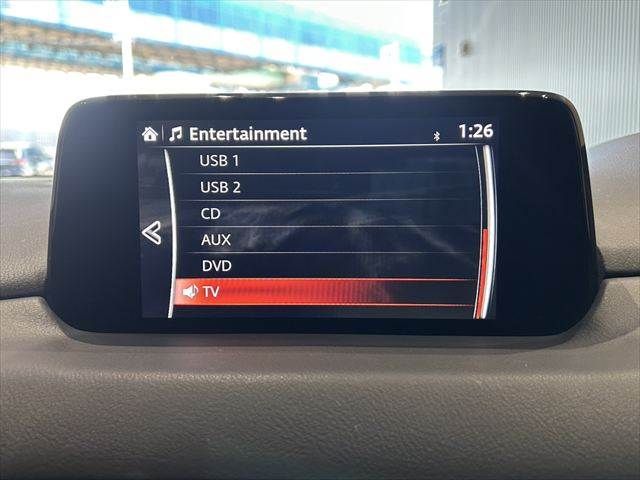 Entertainment 1:26
USB 1
USB 2
CD
AUX
DVD
TV